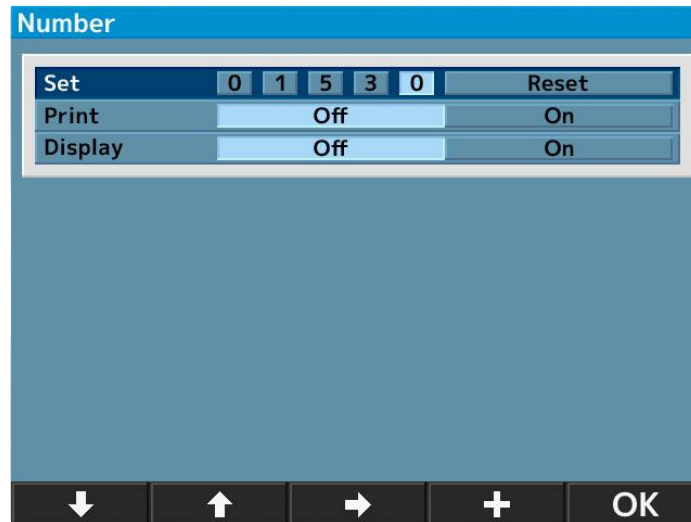 Number
Set 0 1 5 3 0 Reset
Print Off On
Display Off On
OK